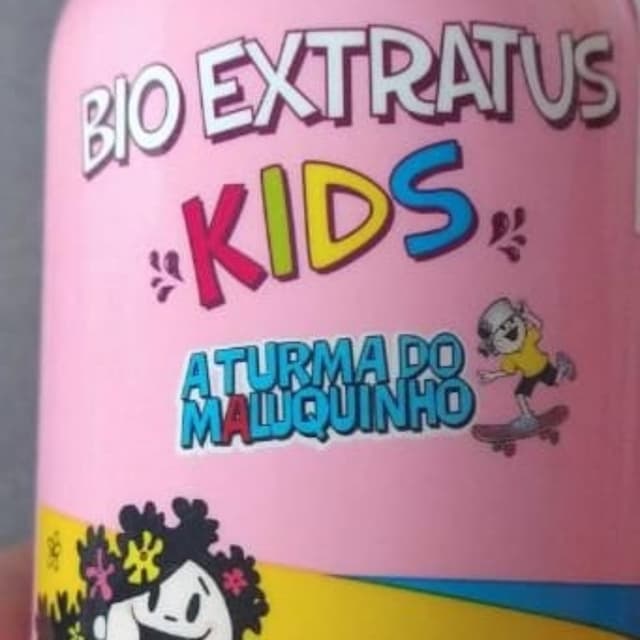 BIO EXTRATUS
KIDS
A TURMA DO
MALUQUINHO